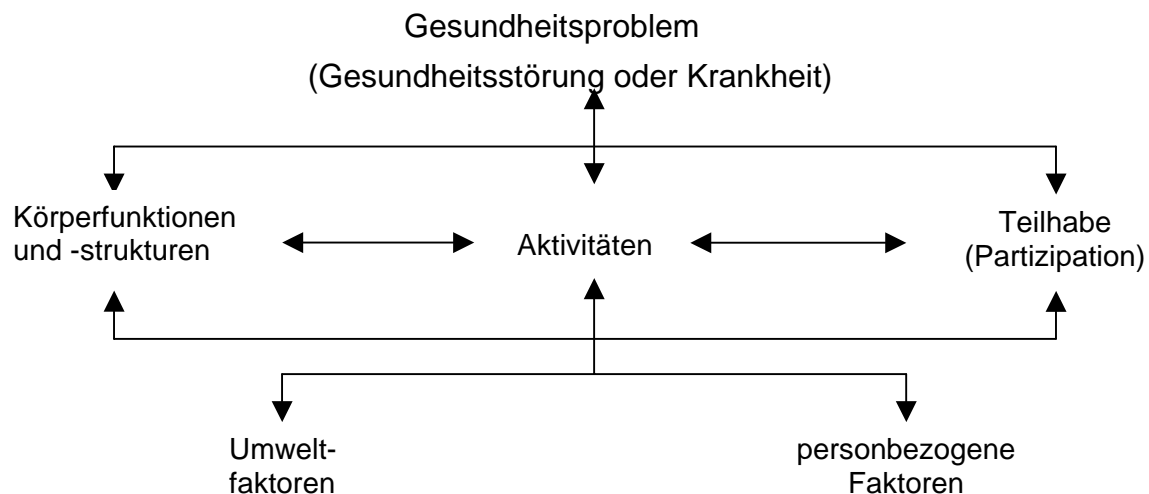 Gesundheitsproblem
(Gesundheitsstörung oder Krankheit)
Körperfunktionen
und -strukturen
Aktivitäten
Teilhabe
(Partizipation)
Umwelt-
faktoren
personbezogene
Faktoren